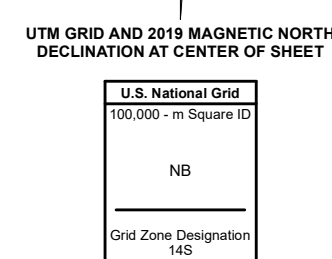 UTM GRID AND 2019 MAGNETIC NORTH
DECLINATION AT CENTER OF SHEET
U.S. National Grid
100,000 - m Square ID
NB
Grid Zone Designation
14S